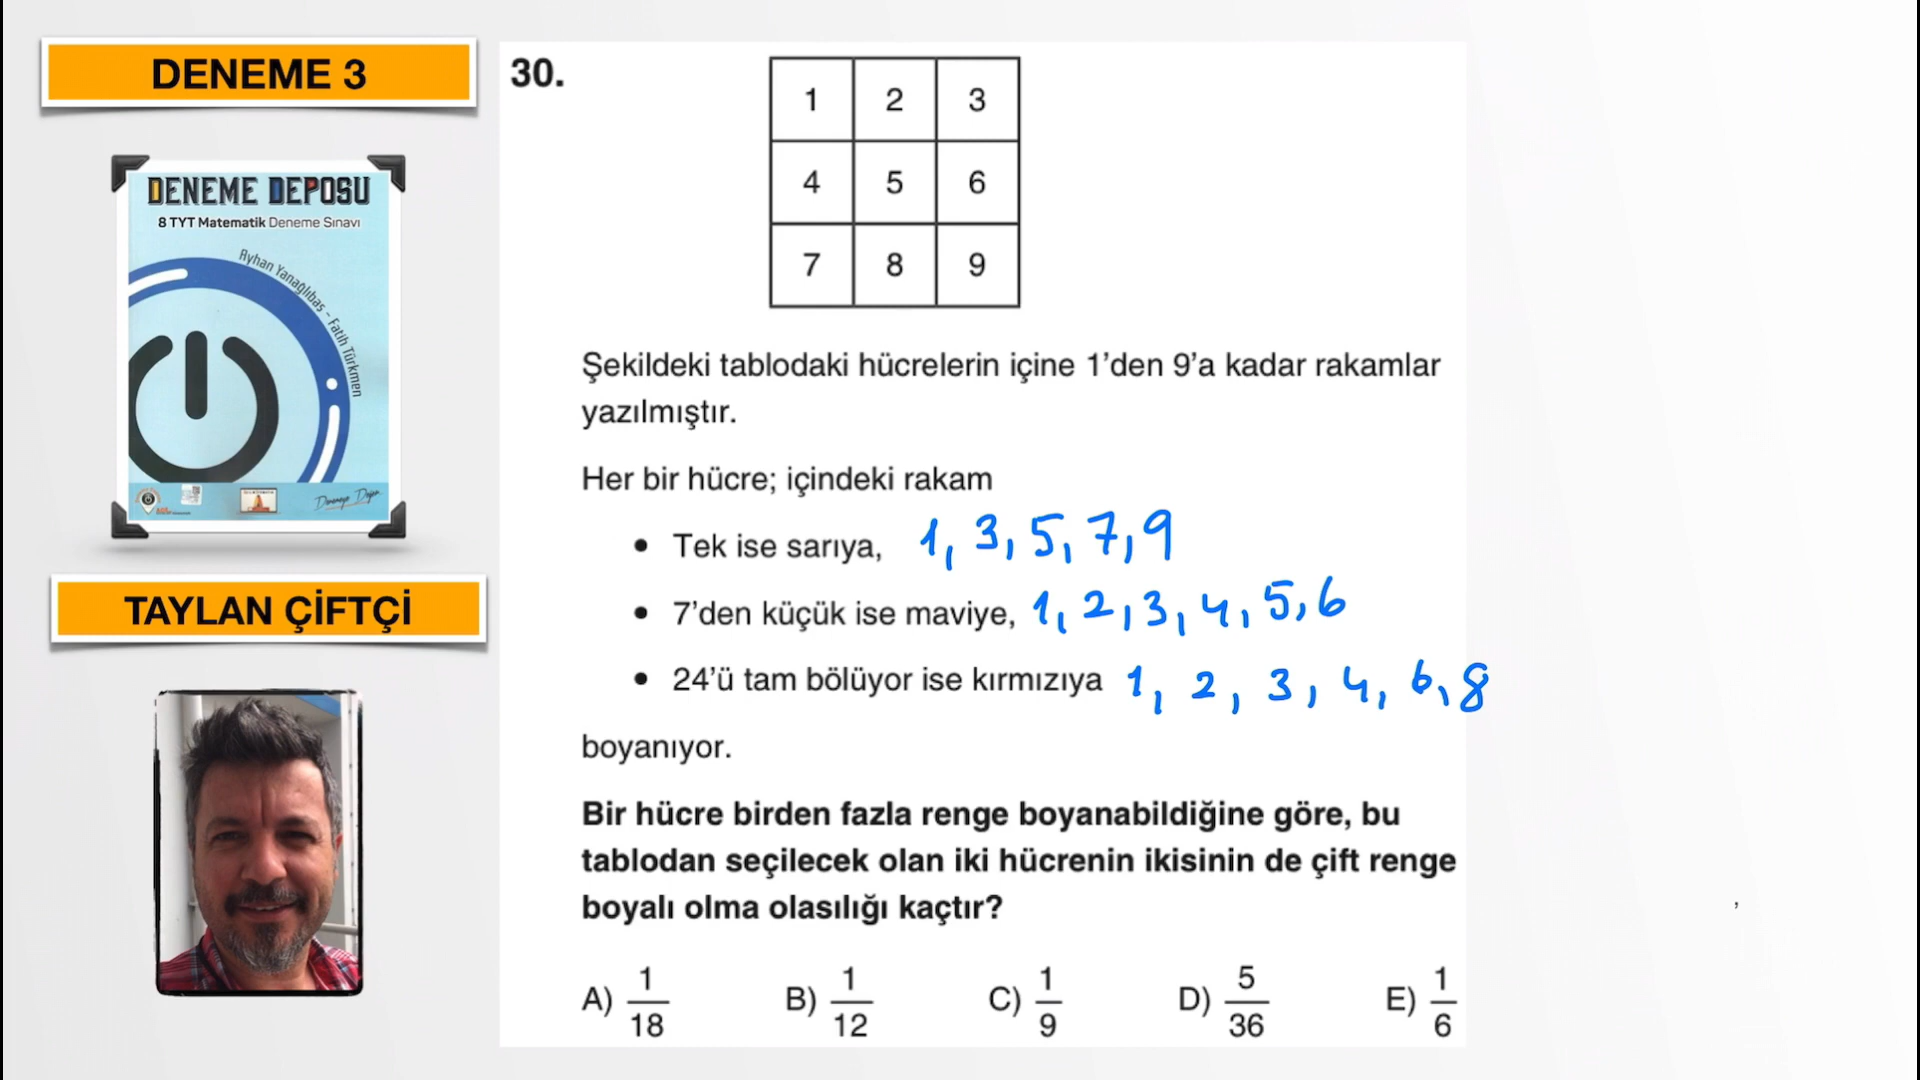 DENEME 3
DENEME DEPOSU
8 TYT Matematik Deneme Sınavı
Ayhan Yanağlıbaş - Fatih Türkmen
Denemeye Değer
TAYLAN ÇİFTÇİ
30.
1 2 3
4 5 6
7 8 9
Şekildeki tablodaki hücrelerin içine 1’den 9’a kadar rakamlar
yazılmıştır.
Her bir hücre; içindeki rakam
• Tek ise sarıya, 1, 3, 5, 7, 9
• 7’den küçük ise maviye, 1, 2, 3, 4, 5, 6
• 24’ü tam bölüyor ise kırmızıya 1, 2, 3, 4, 6, 8
boyanıyor.
Bir hücre birden fazla renge boyanabildiğine göre, bu
tablodan seçilecek olan iki hücrenin ikisinin de çift renge
boyalı olma olasılığı kaçtır?
A) 1/18 B) 1/12 C) 1/9 D) 5/36 E) 1/6